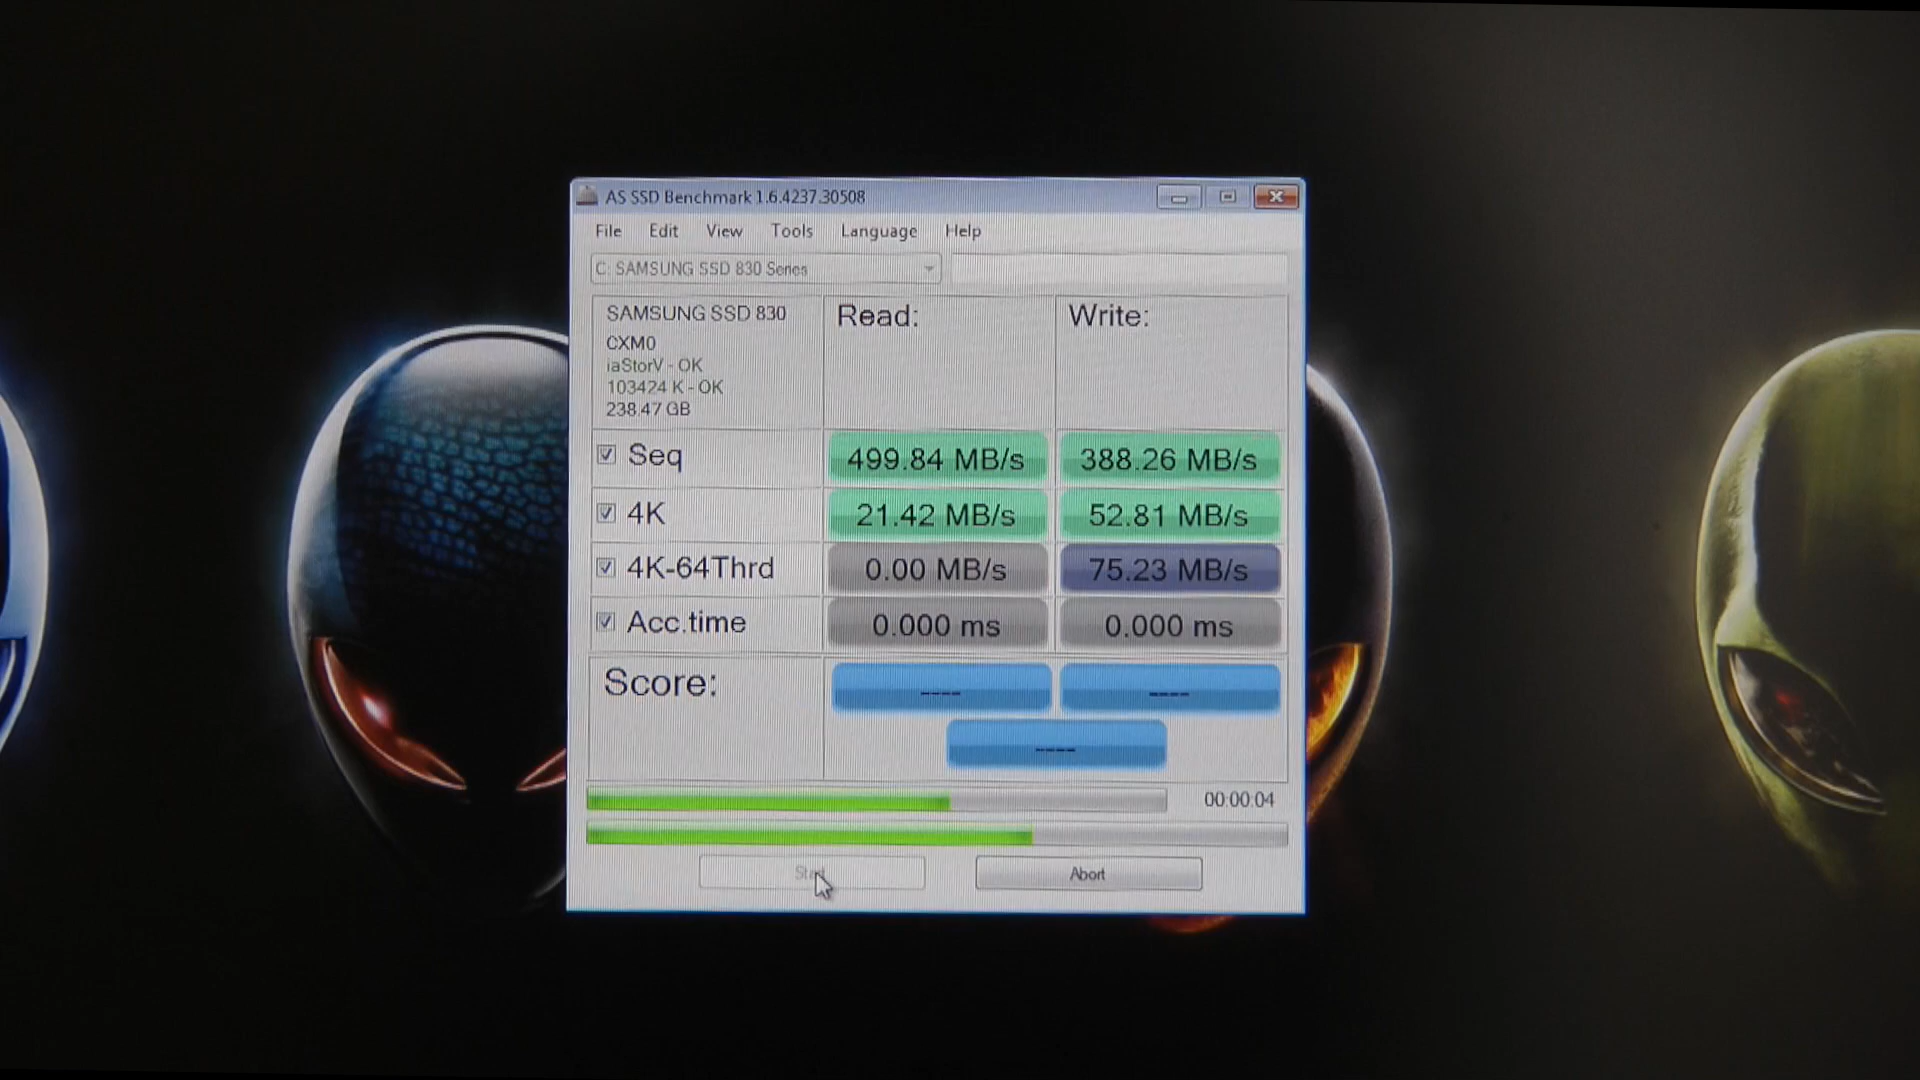 AS SSD Benchmark 1.6.4237.30508
File Edit View Tools Language Help
C: SAMSUNG SSD 830 Series
SAMSUNG SSD 830
CXM0
iaStorV - OK
103424 K - OK
238.47 GB
Read: Write:
Seq 499.84 MB/s 388.26 MB/s
4K 21.42 MB/s 52.81 MB/s
4K-64Thrd 0.00 MB/s 75.23 MB/s
Acc.time 0.000 ms 0.000 ms
Score: ---- ----
----
00:00:04
Start Abort